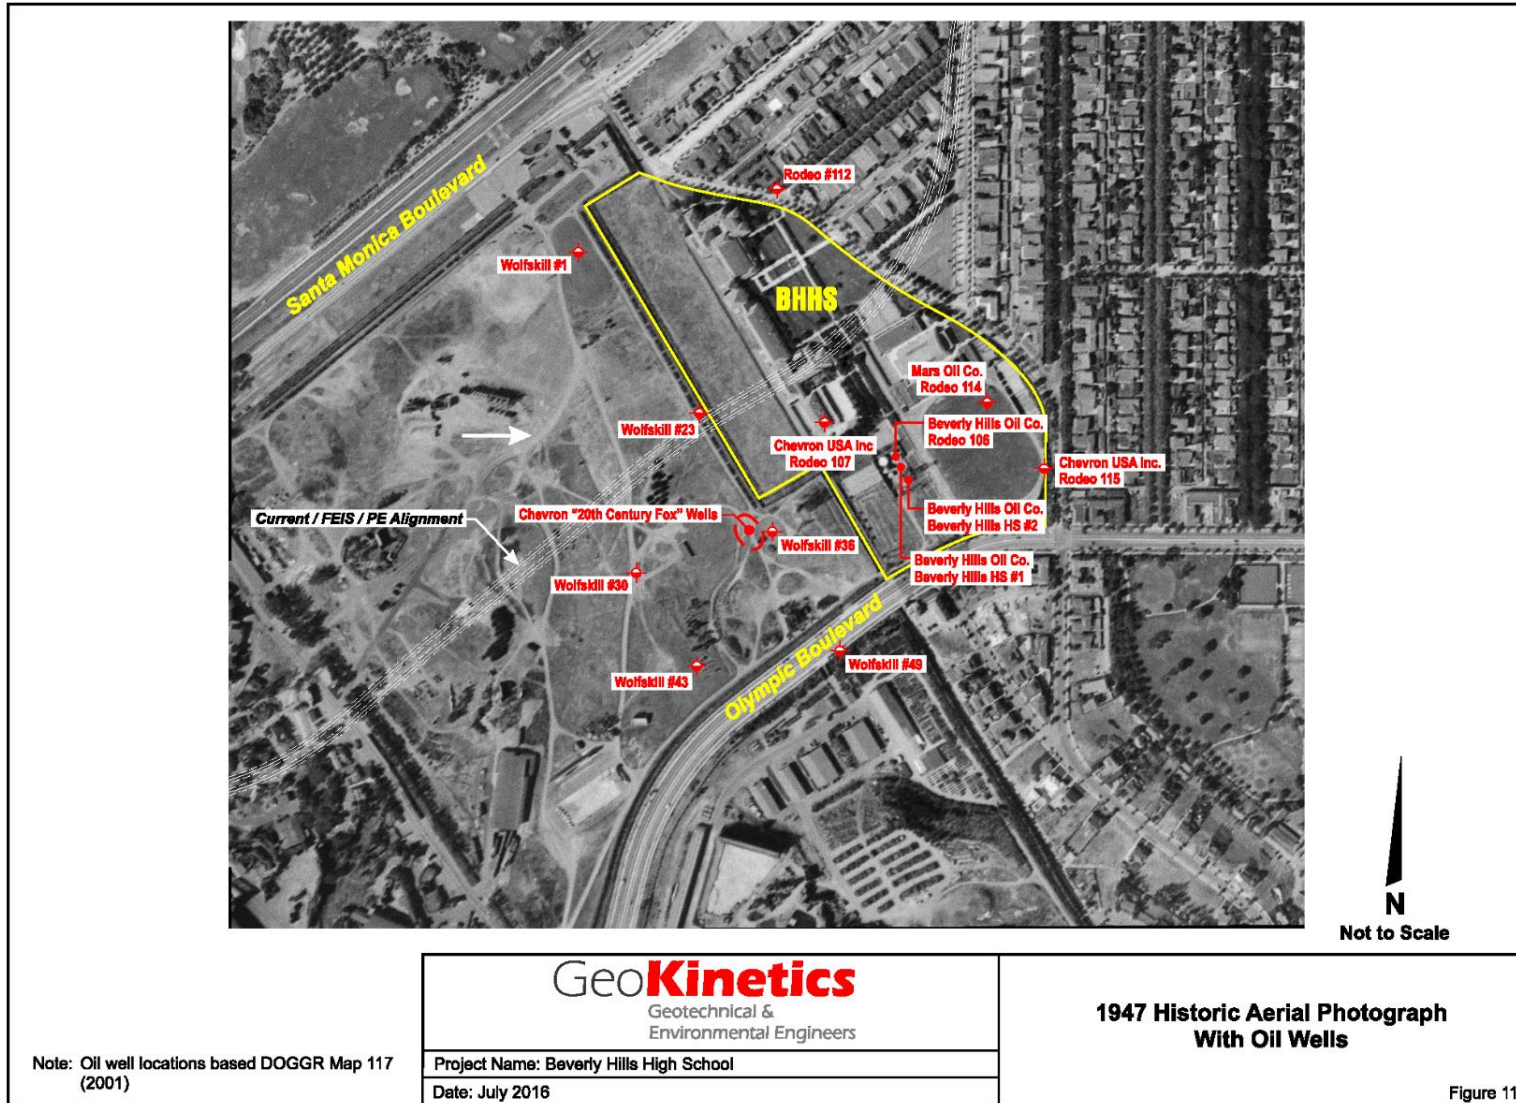 Rodeo #112
Santa Monica Boulevard
Wolfskill #1
BHHS
Mars Oil Co.
Rodeo 114
Wolfskill #23
Beverly Hills Oil Co.
Rodeo 106
Chevron USA Inc
Rodeo 107
Chevron USA Inc.
Rodeo 115
Current / FEIS / PE Alignment
Chevron "20th Century Fox" Wells
Beverly Hills Oil Co.
Beverly Hills HS #2
Wolfskill #36
Beverly Hills Oil Co.
Beverly Hills HS #1
Wolfskill #30
Olympic Boulevard
Wolfskill #49
Wolfskill #43
N
Not to Scale
GeoKinetics
Geotechnical &
Environmental Engineers
1947 Historic Aerial Photograph
With Oil Wells
Note: Oil well locations based DOGGR Map 117
(2001)
Project Name: Beverly Hills High School
Date: July 2016
Figure 11